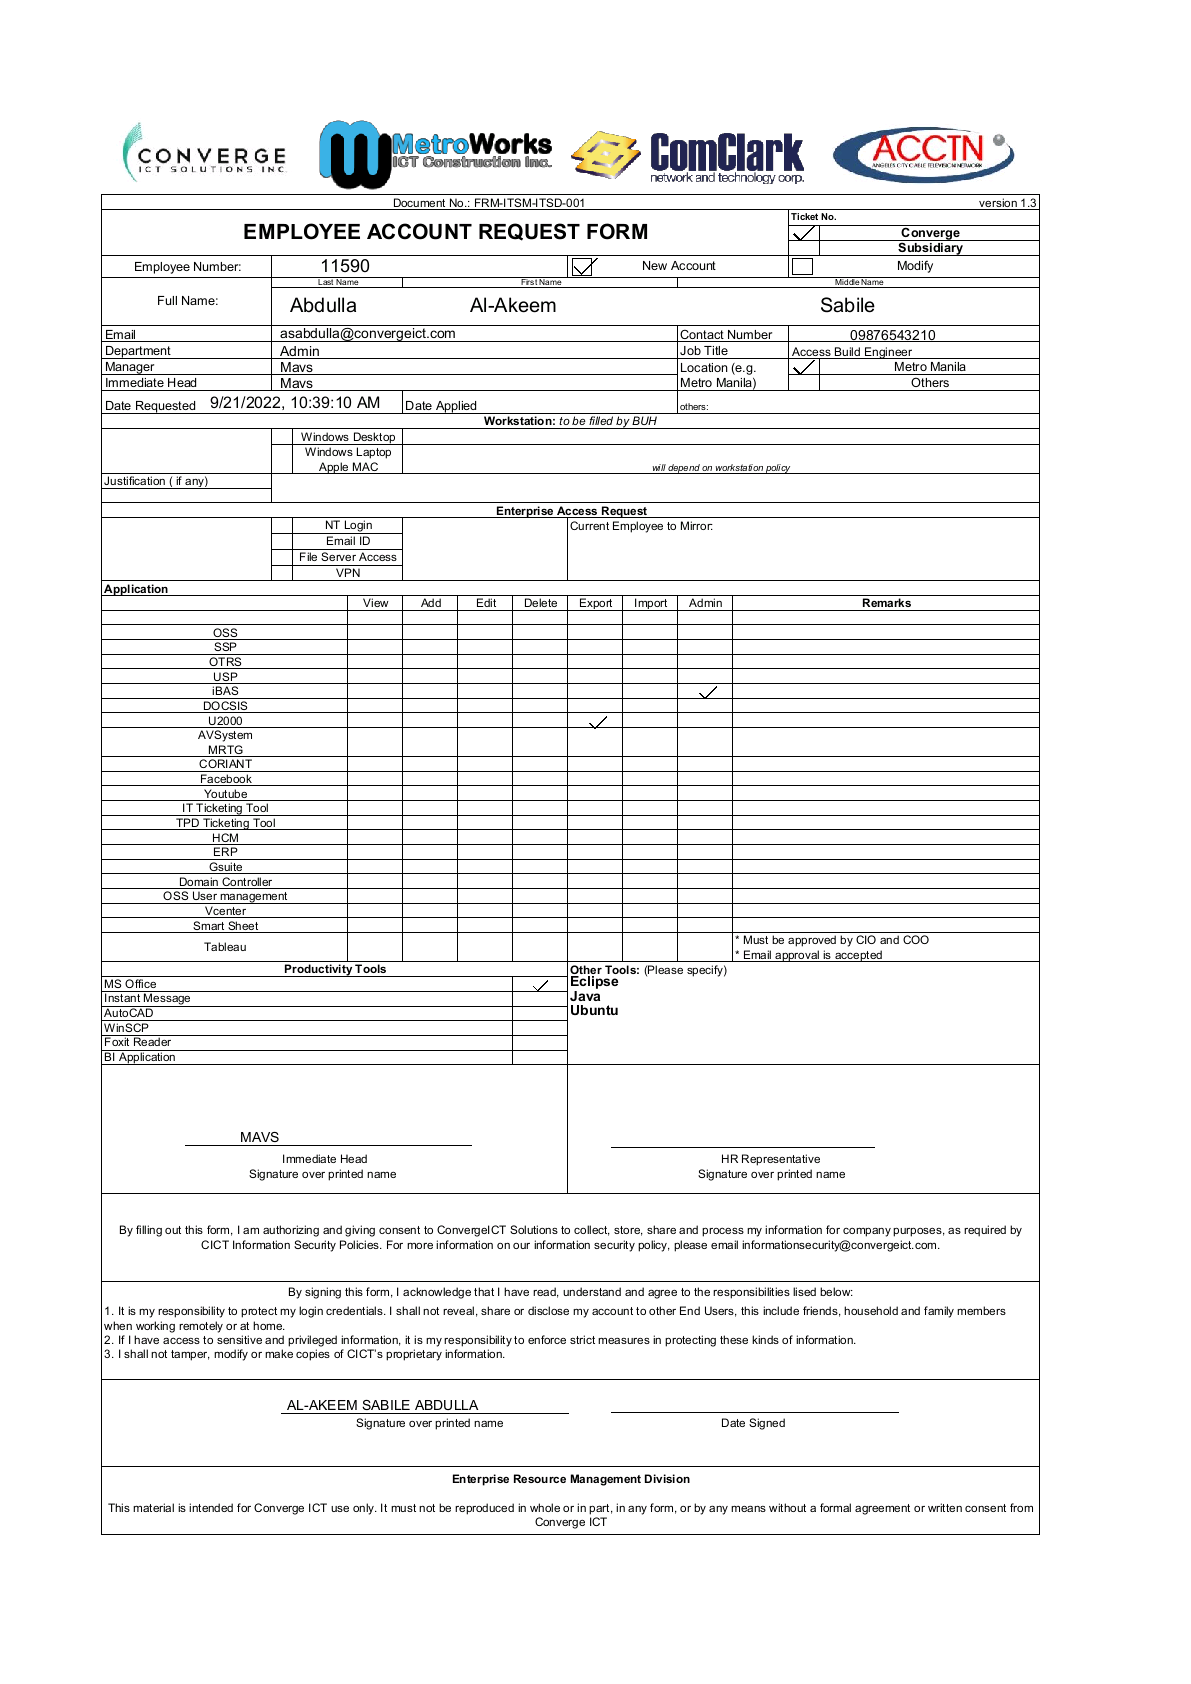 CONVERGE
ICT SOLUTIONS INC.
MetroWorks
ICT Construction Inc.
ComClark
network and technology corp.
ACCTN
ANGELES CITY CABLE TELEVISION NETWORK
Document No.: FRM-ITSM-ITSD-001 version 1.3
EMPLOYEE ACCOUNT REQUEST FORM
Ticket No.
Converge
Subsidiary
Employee Number: 11590 New Account Modify
Last Name First Name Middle Name
Full Name: Abdulla Al-Akeem Sabile
Email asabdulla@convergeict.com Contact Number 09876543210
Department Admin Job Title Access Build Engineer
Manager Mavs Location (e.g. Metro Manila
Immediate Head Mavs Metro Manila) Others
Date Requested 9/21/2022, 10:39:10 AM Date Applied others:
Workstation: to be filled by BUH
Windows Desktop
Windows Laptop
Apple MAC will depend on workstation policy
Justification ( if any)
Enterprise Access Request
NT Login Current Employee to Mirror:
Email ID
File Server Access
VPN
Application
View Add Edit Delete Export Import Admin Remarks
OSS
SSP
OTRS
USP
iBAS
DOCSIS
U2000
AVSystem
MRTG
CORIANT
Facebook
Youtube
IT Ticketing Tool
TPD Ticketing Tool
HCM
ERP
Gsuite
Domain Controller
OSS User management
Vcenter
Smart Sheet
Tableau
* Must be approved by CIO and COO
* Email approval is accepted
Productivity Tools
MS Office
Instant Message
AutoCAD
WinSCP
Foxit Reader
BI Application
Other Tools: (Please specify)
Eclipse
Java
Ubuntu
MAVS
Immediate Head
Signature over printed name
HR Representative
Signature over printed name
By filling out this form, I am authorizing and giving consent to ConvergeICT Solutions to collect, store, share and process my information for company purposes, as required by
CICT Information Security Policies. For more information on our information security policy, please email informationsecurity@convergeict.com.
By signing this form, I acknowledge that I have read, understand and agree to the responsibilities lised below:
1. It is my responsibility to protect my login credentials. I shall not reveal, share or disclose my account to other End Users, this include friends, household and family members
when working remotely or at home.
2. If I have access to sensitive and privileged information, it is my responsibility to enforce strict measures in protecting these kinds of information.
3. I shall not tamper, modify or make copies of CICT's proprietary information.
AL-AKEEM SABILE ABDULLA
Signature over printed name Date Signed
Enterprise Resource Management Division
This material is intended for Converge ICT use only. It must not be reproduced in whole or in part, in any form, or by any means without a formal agreement or written consent from
Converge ICT